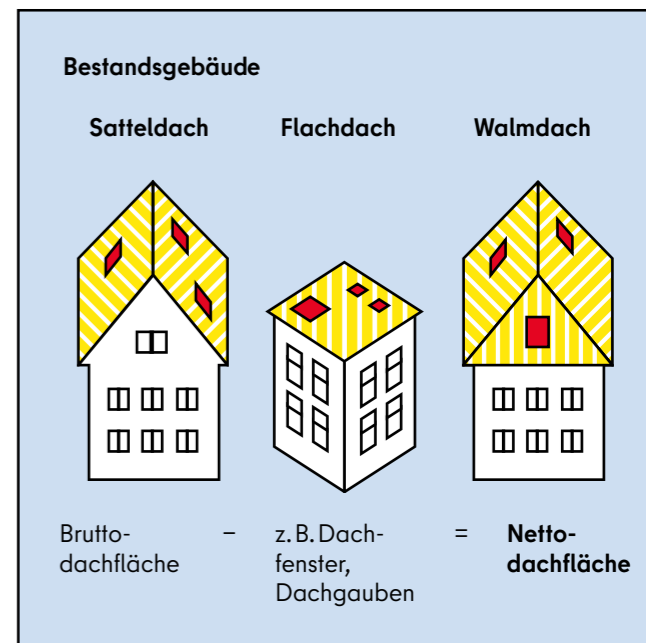 Bestandsgebäude
Satteldach Flachdach Walmdach
Brutto- – z. B. Dach- = Netto-
dachfläche fenster, dachfläche
Dachgauben